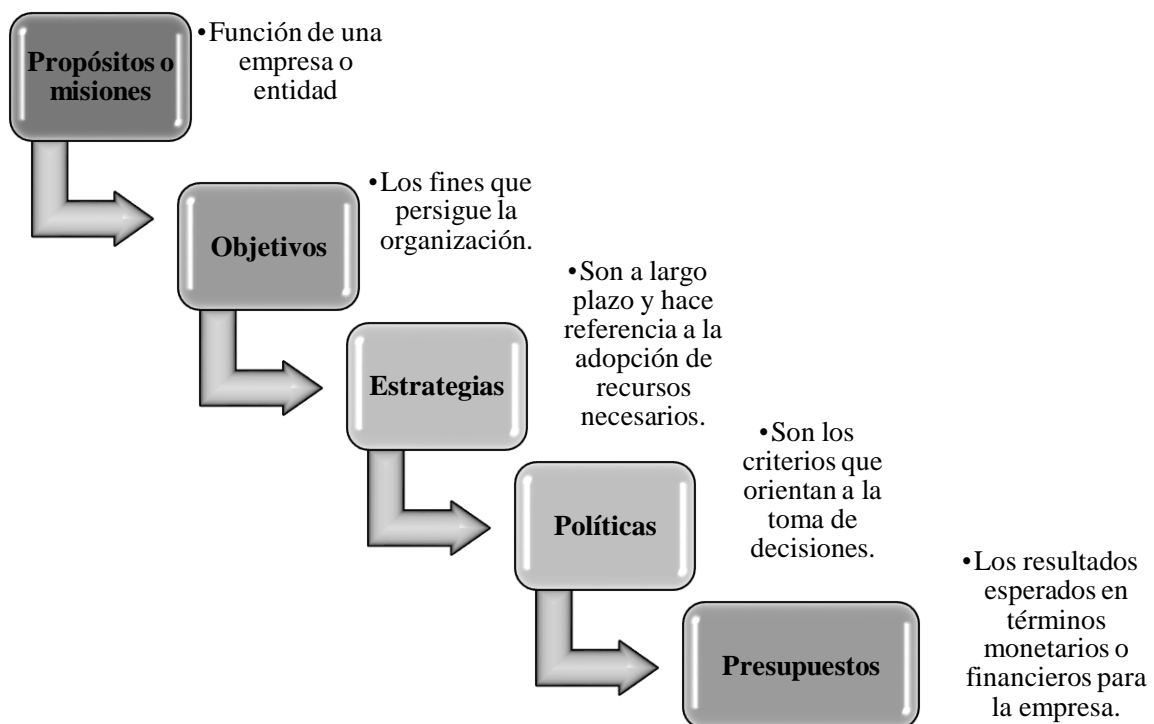 Propósitos o
misiones
•Función de una
empresa o
entidad
Objetivos
•Los fines que
persigue la
organización.
Estrategias
•Son a largo
plazo y hace
referencia a la
adopción de
recursos
necesarios.
Políticas
•Son los
criterios que
orientan a la
toma de
decisiones.
Presupuestos
•Los resultados
esperados en
términos
monetarios o
financieros para
la empresa.